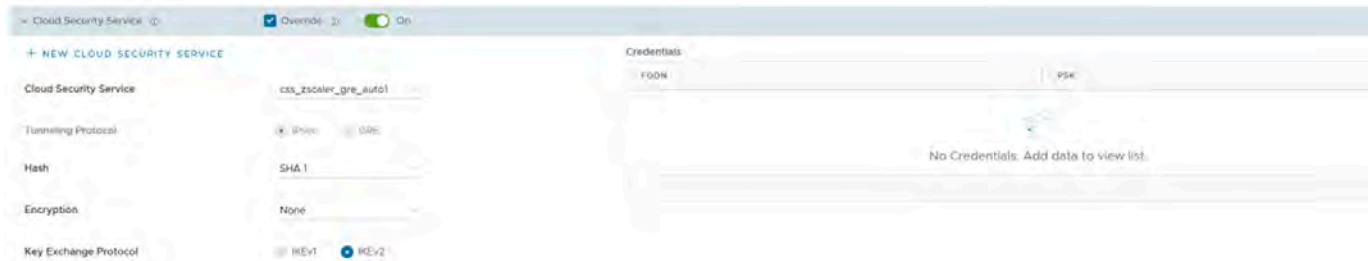 Cloud Security Service
Override
On
+ NEW CLOUD SECURITY SERVICE
Cloud Security Service css_zscaler_gre_auto1
Tunneling Protocol IPsec GRE
Hash SHA 1
Encryption None
Key Exchange Protocol IKEv1 IKEv2
Credentials
FQDN PSK
No Credentials. Add data to view list.